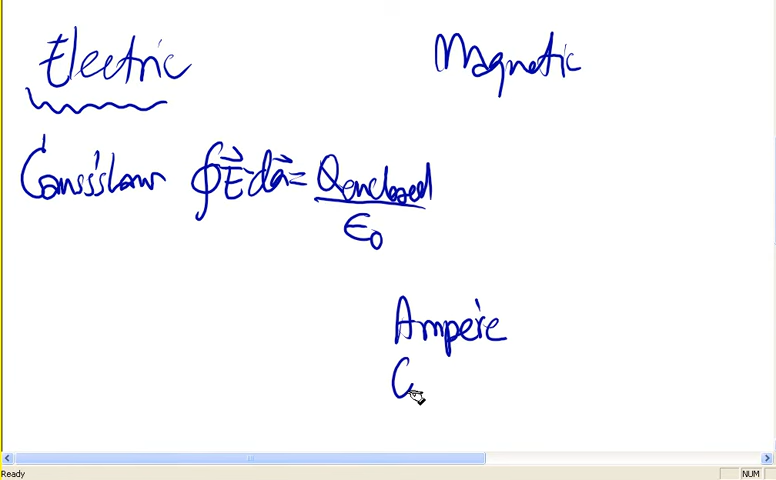 Electric
Magnetic
Gauss's Law ∮E⃗·da⃗ = Qenclosed / ε0
Ampere
C
Ready
NUM